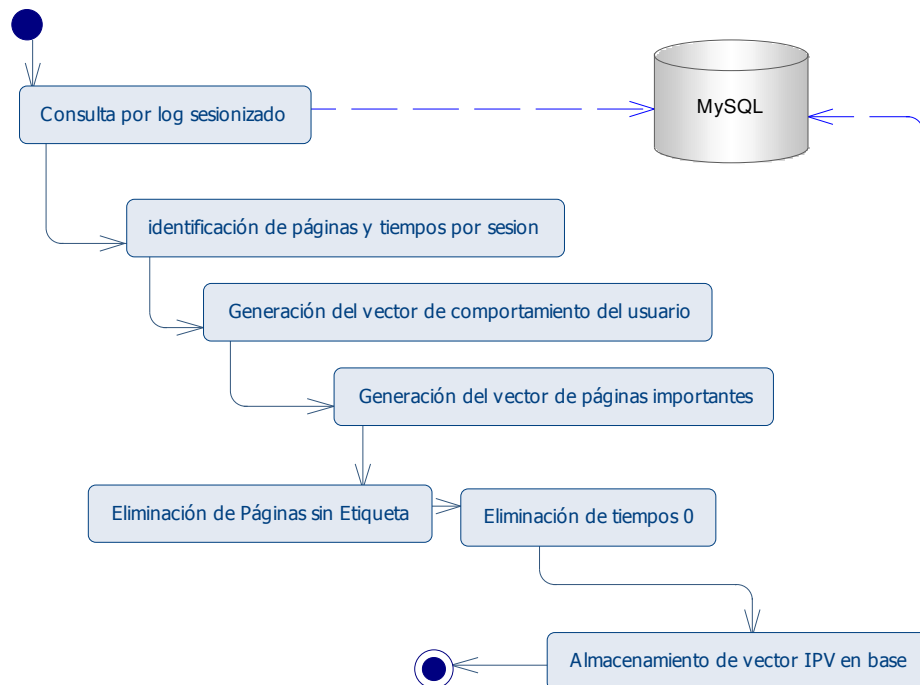 Consulta por log sesionizado
MySQL
identificación de páginas y tiempos por sesion
Generación del vector de comportamiento del usuario
Generación del vector de páginas importantes
Eliminación de Páginas sin Etiqueta
Eliminación de tiempos 0
Almacenamiento de vector IPV en base